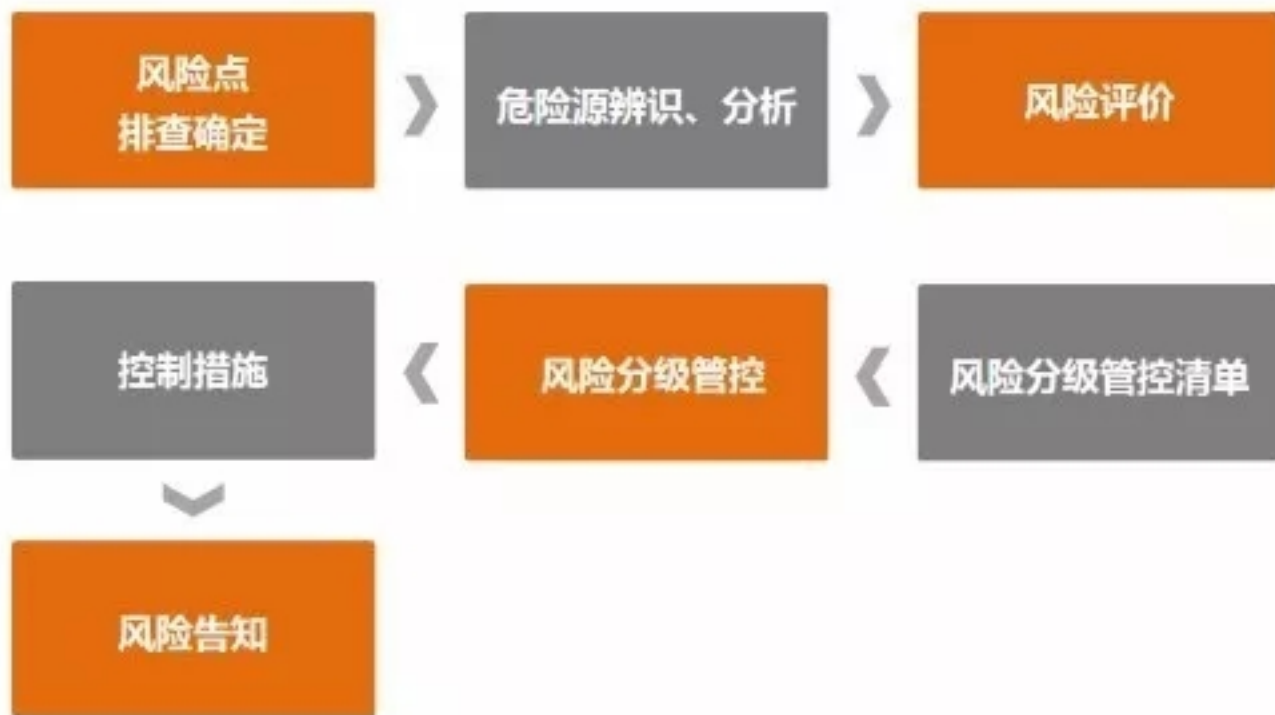 风险点
排查确定
危险源辨识、分析
风险评价
控制措施
风险分级管控
风险分级管控清单
风险告知